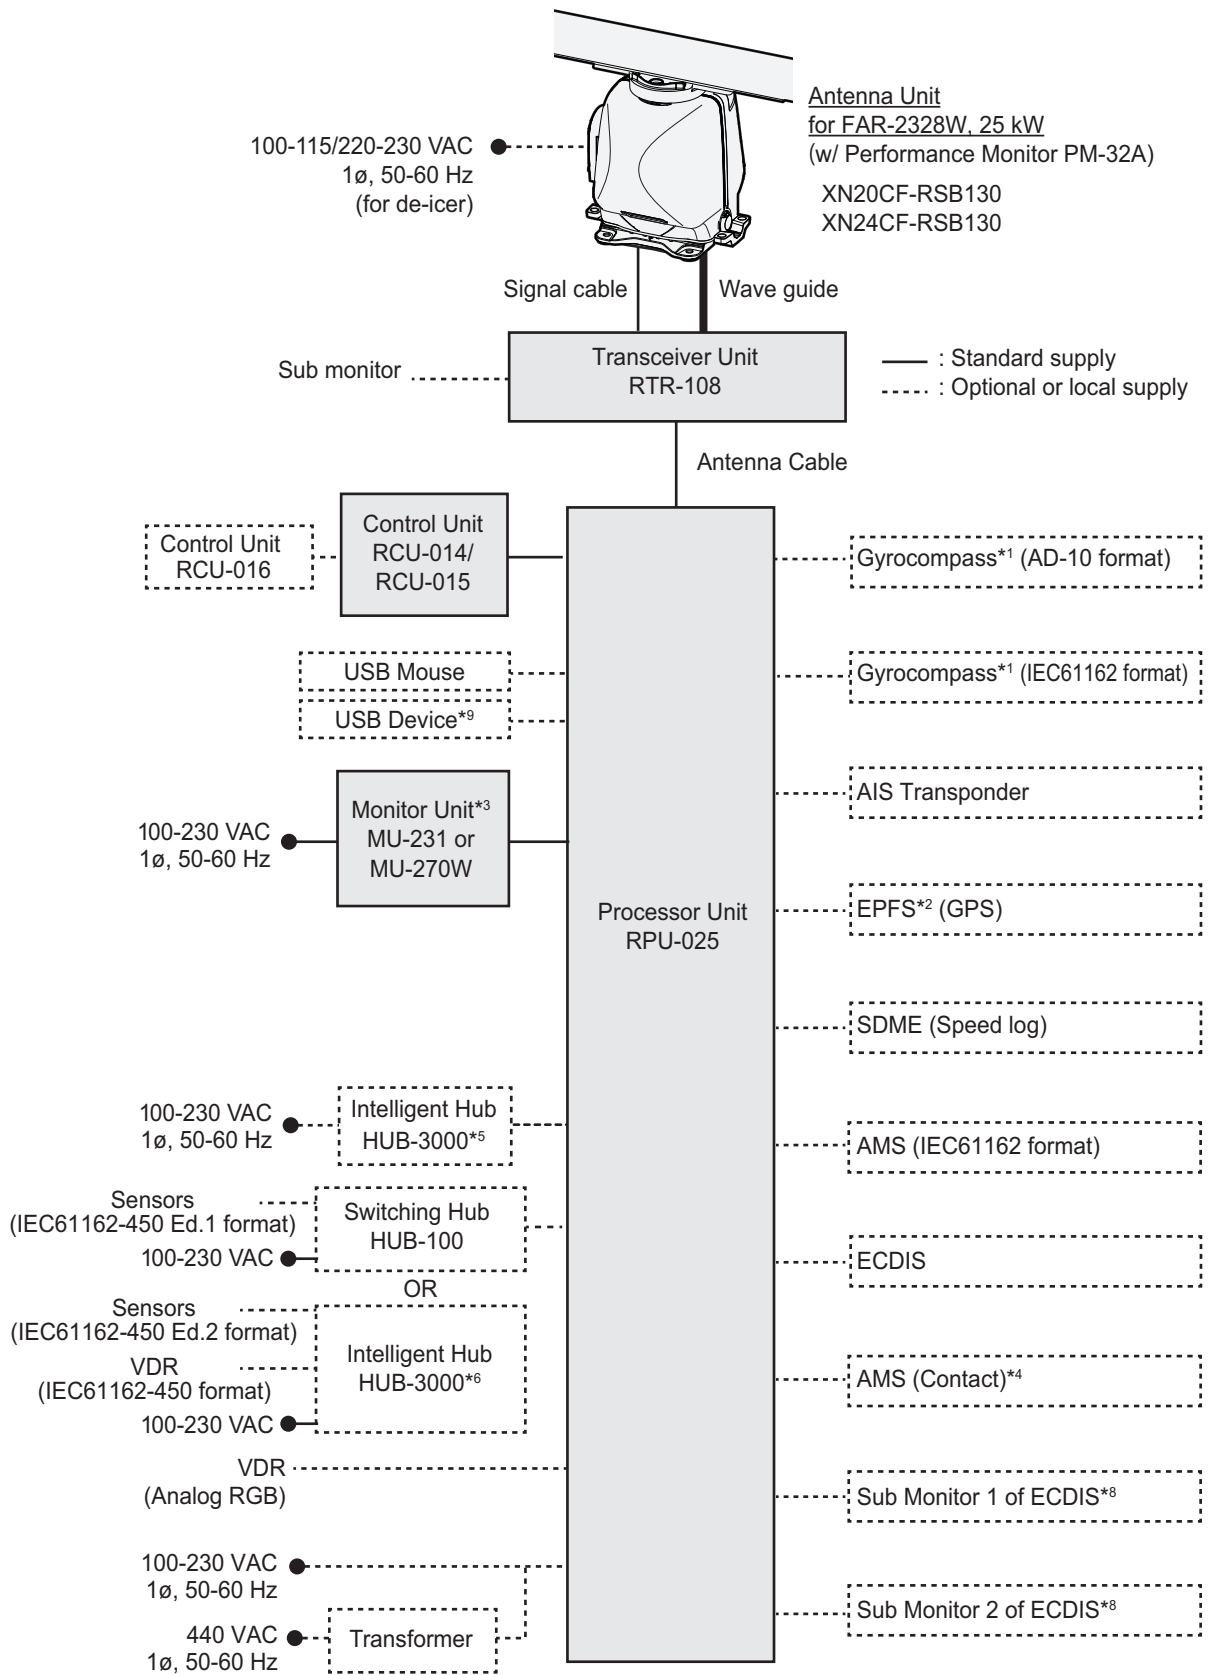 Antenna Unit
for FAR-2328W, 25 kW
(w/ Performance Monitor PM-32A)
XN20CF-RSB130
XN24CF-RSB130
100-115/220-230 VAC
1ø, 50-60 Hz
(for de-icer)
Signal cable
Wave guide
Sub monitor
Transceiver Unit
RTR-108
: Standard supply
: Optional or local supply
Antenna Cable
Control Unit
RCU-016
Control Unit
RCU-014/
RCU-015
USB Mouse
USB Device*9
100-230 VAC
1ø, 50-60 Hz
Monitor Unit*3
MU-231 or
MU-270W
Processor Unit
RPU-025
100-230 VAC
1ø, 50-60 Hz
Intelligent Hub
HUB-3000*5
Sensors
(IEC61162-450 Ed.1 format)
100-230 VAC
Switching Hub
HUB-100
OR
Sensors
(IEC61162-450 Ed.2 format)
VDR
(IEC61162-450 format)
100-230 VAC
Intelligent Hub
HUB-3000*6
VDR
(Analog RGB)
100-230 VAC
1ø, 50-60 Hz
440 VAC
1ø, 50-60 Hz
Transformer
Gyrocompass*1 (AD-10 format)
Gyrocompass*1 (IEC61162 format)
AIS Transponder
EPFS*2 (GPS)
SDME (Speed log)
AMS (IEC61162 format)
ECDIS
AMS (Contact)*4
Sub Monitor 1 of ECDIS*8
Sub Monitor 2 of ECDIS*8